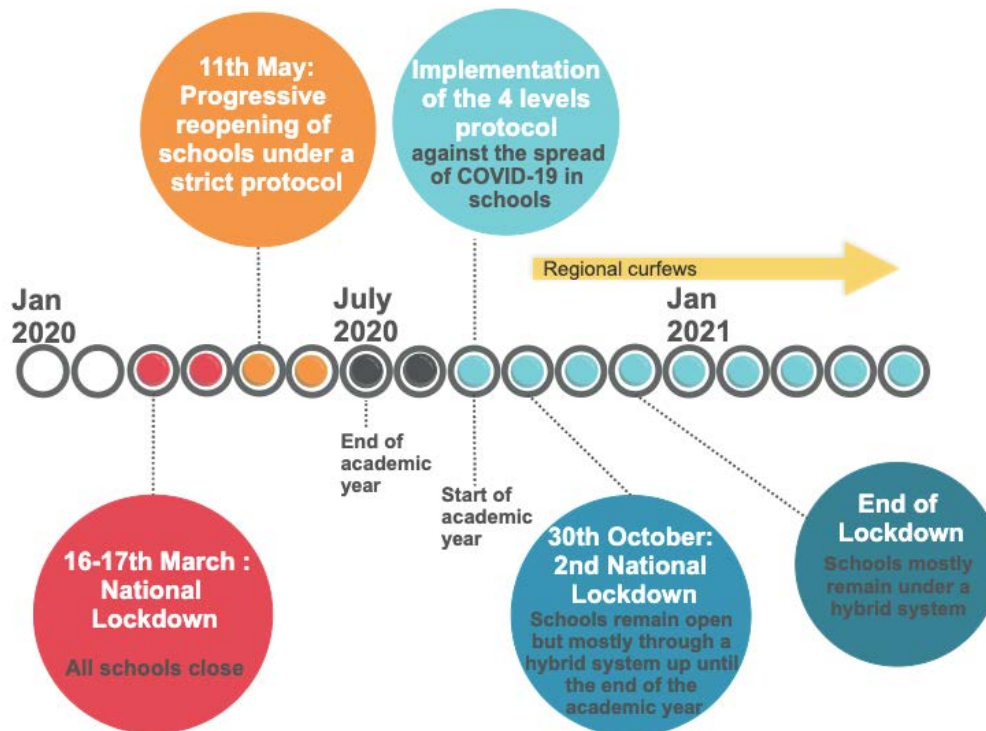 11th May:
Progressive
reopening of
schools under a
strict protocol
Implementation
of the 4 levels
protocol
against the spread
of COVID-19 in
schools
Regional curfews
Jan
2020
July
2020
Jan
2021
End of
academic
year
Start of
academic
year
16-17th March :
National
Lockdown
All schools close
30th October:
2nd National
Lockdown
Schools remain open
but mostly through a
hybrid system up until
the end of the
academic year
End of
Lockdown
Schools mostly
remain under a
hybrid system